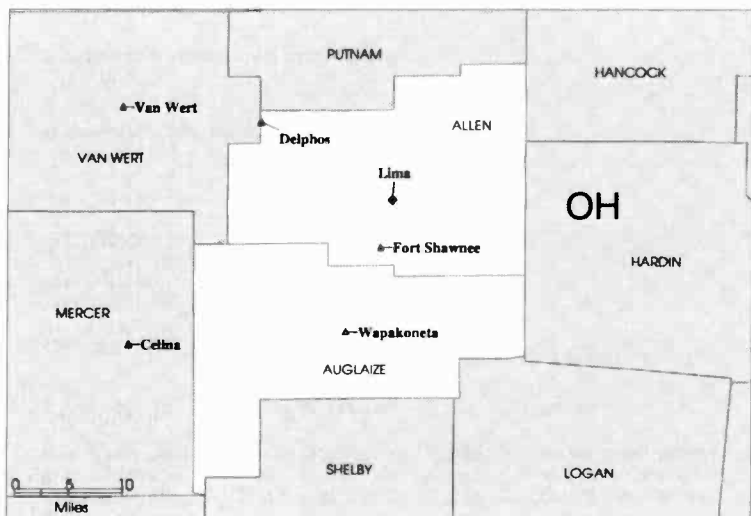 PUTNAM
HANCOCK
Van Wert
Delphos
ALLEN
VAN WERT
Lima
OH
Fort Shawnee
HARDIN
MERCER
Wapakoneta
Celina
AUGLAIZE
SHELBY
LOGAN
0 5 10
Miles